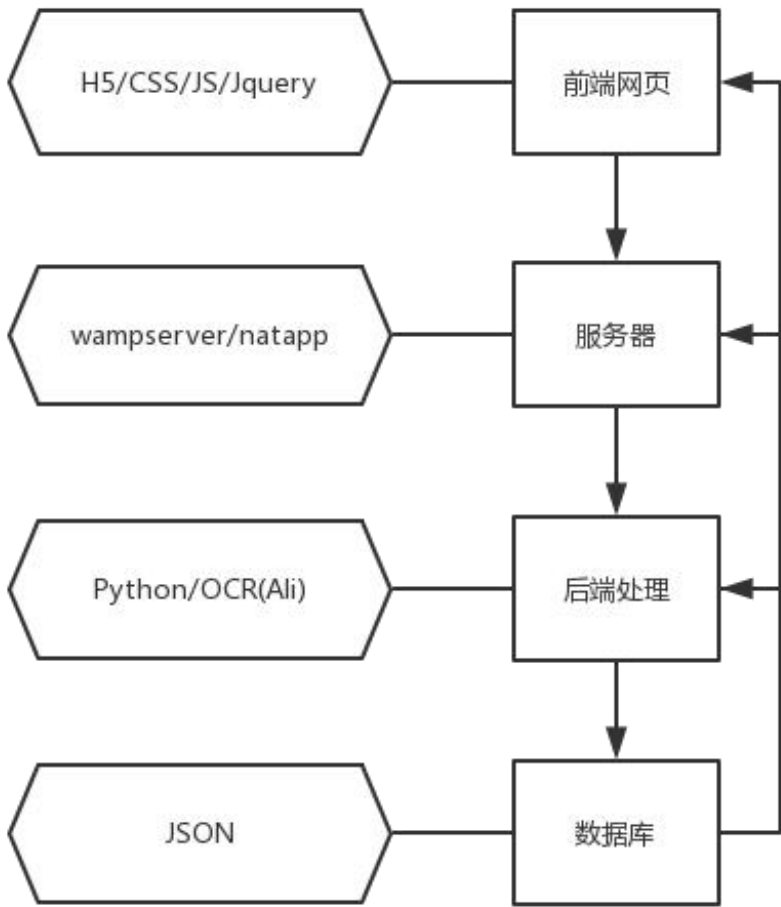 H5/CSS/JS/Jquery
前端网页
wampserver/natapp
服务器
Python/OCR(Ali)
后端处理
JSON
数据库